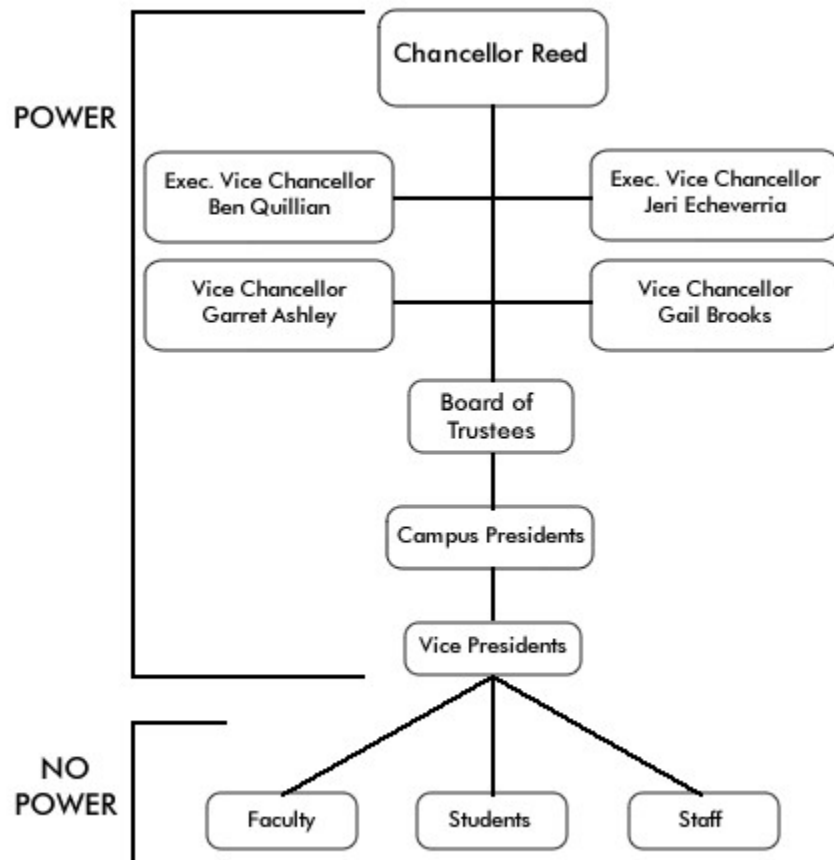 Chancellor Reed
POWER
Exec. Vice Chancellor
Ben Quillian
Exec. Vice Chancellor
Jeri Echeverria
Vice Chancellor
Garret Ashley
Vice Chancellor
Gail Brooks
Board of
Trustees
Campus Presidents
Vice Presidents
NO
POWER
Faculty
Students
Staff